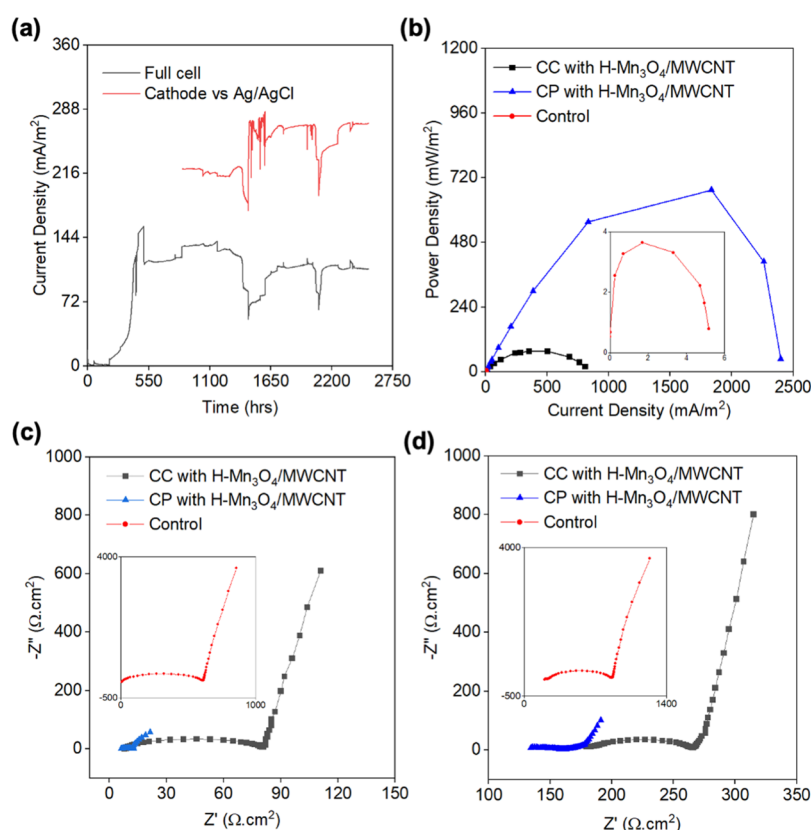 (a)
360
288
216
144
72
0
Current Density (mA/m²)
Full cell
Cathode vs Ag/AgCl
0 550 1100 1650 2200 2750
Time (hrs)
(b)
1200
960
720
480
240
0
Power Density (mW/m²)
CC with H-Mn₃O₄/MWCNT
CP with H-Mn₃O₄/MWCNT
Control
4
2
0
0 2 4 6
0 500 1000 1500 2000 2500
Current Density (mA/m²)
(c)
1000
800
600
400
200
0
-Z" (Ω.cm²)
CC with H-Mn₃O₄/MWCNT
CP with H-Mn₃O₄/MWCNT
Control
4000
-500
0 1000
0 30 60 90 120 150
Z' (Ω.cm²)
(d)
1000
800
600
400
200
0
-Z" (Ω.cm²)
CC with H-Mn₃O₄/MWCNT
CP with H-Mn₃O₄/MWCNT
Control
4000
-500
0 1400
100 150 200 250 300 350
Z' (Ω.cm²)